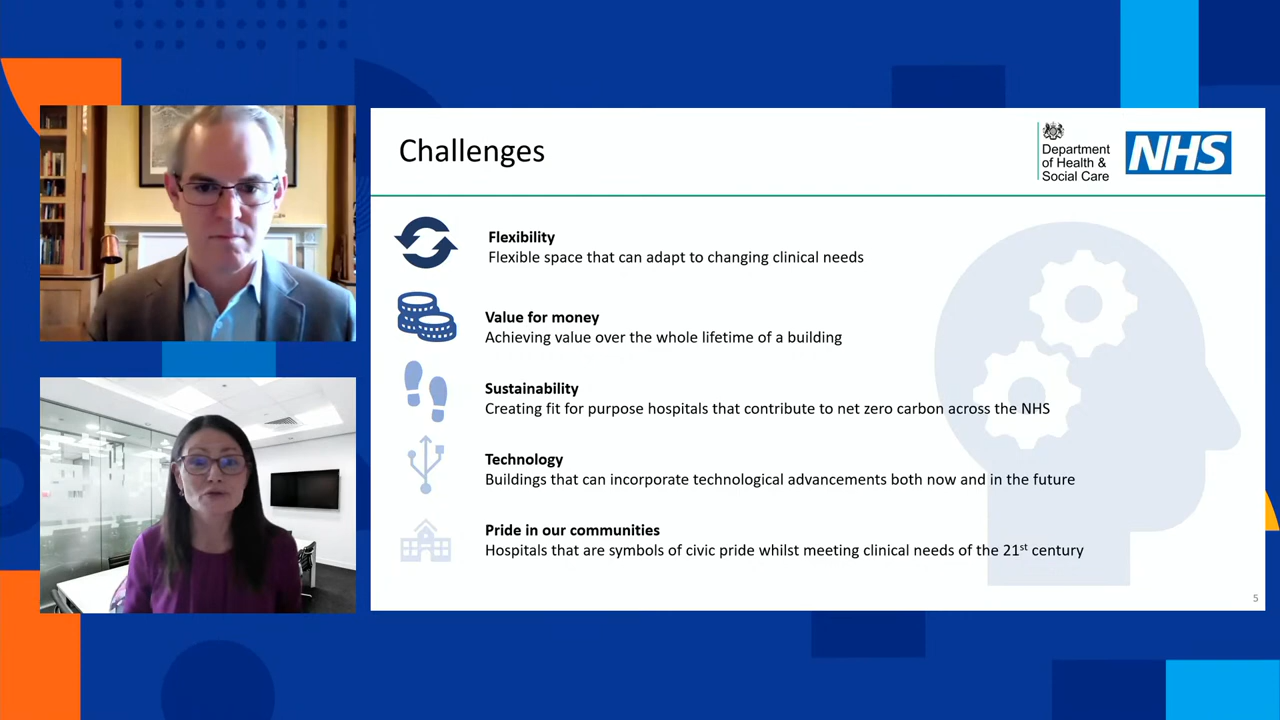 Challenges
Department
of Health &
Social Care
NHS
Flexibility
Flexible space that can adapt to changing clinical needs
Value for money
Achieving value over the whole lifetime of a building
Sustainability
Creating fit for purpose hospitals that contribute to net zero carbon across the NHS
Technology
Buildings that can incorporate technological advancements both now and in the future
Pride in our communities
Hospitals that are symbols of civic pride whilst meeting clinical needs of the 21st century
5